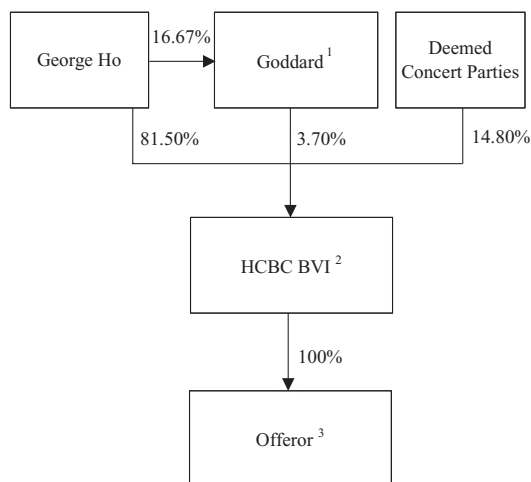 16.67%
George Ho
Goddard 1
Deemed
Concert Parties
81.50%
3.70%
14.80%
HCBC BVI 2
100%
Offeror 3